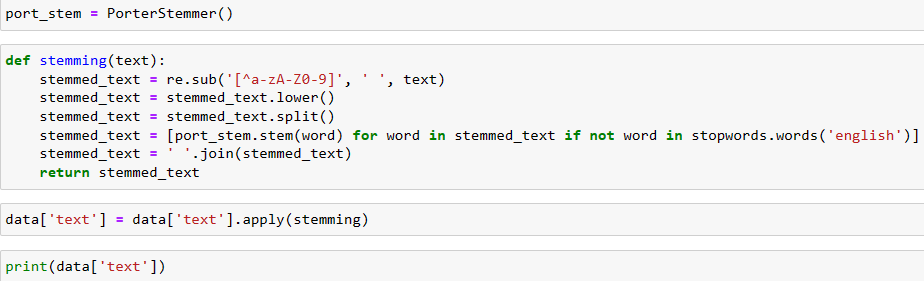 port_stem = PorterStemmer()
def stemming(text):
    stemmed_text = re.sub('[^a-zA-Z0-9]', ' ', text)
    stemmed_text = stemmed_text.lower()
    stemmed_text = stemmed_text.split()
    stemmed_text = [port_stem.stem(word) for word in stemmed_text if not word in stopwords.words('english')]
    stemmed_text = ' '.join(stemmed_text)
    return stemmed_text
data['text'] = data['text'].apply(stemming)
print(data['text'])